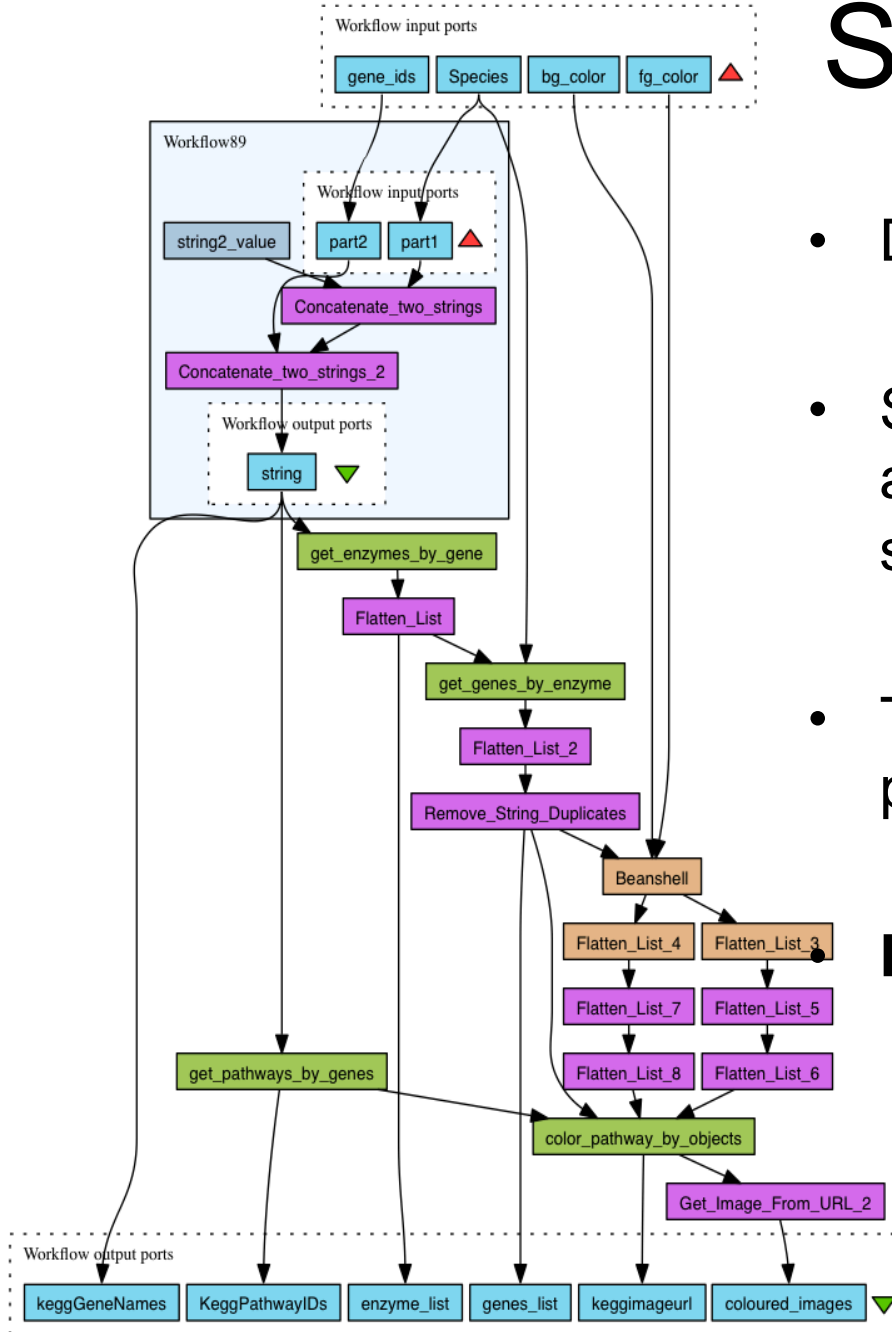 S
Workflow input ports
gene_ids Species bg_color fg_color
Workflow89
Workflow input ports
string2_value part2 part1
Concatenate_two_strings
Concatenate_two_strings_2
Workflow output ports
string
get_enzymes_by_gene
Flatten_List
get_genes_by_enzyme
Flatten_List_2
Remove_String_Duplicates
Beanshell
Flatten_List_4 Flatten_List_3
Flatten_List_7 Flatten_List_5
get_pathways_by_genes Flatten_List_8 Flatten_List_6
color_pathway_by_objects
Get_Image_From_URL_2
Workflow output ports
keggGeneNames KeggPathwayIDs enzyme_list genes_list keggimageurl coloured_images